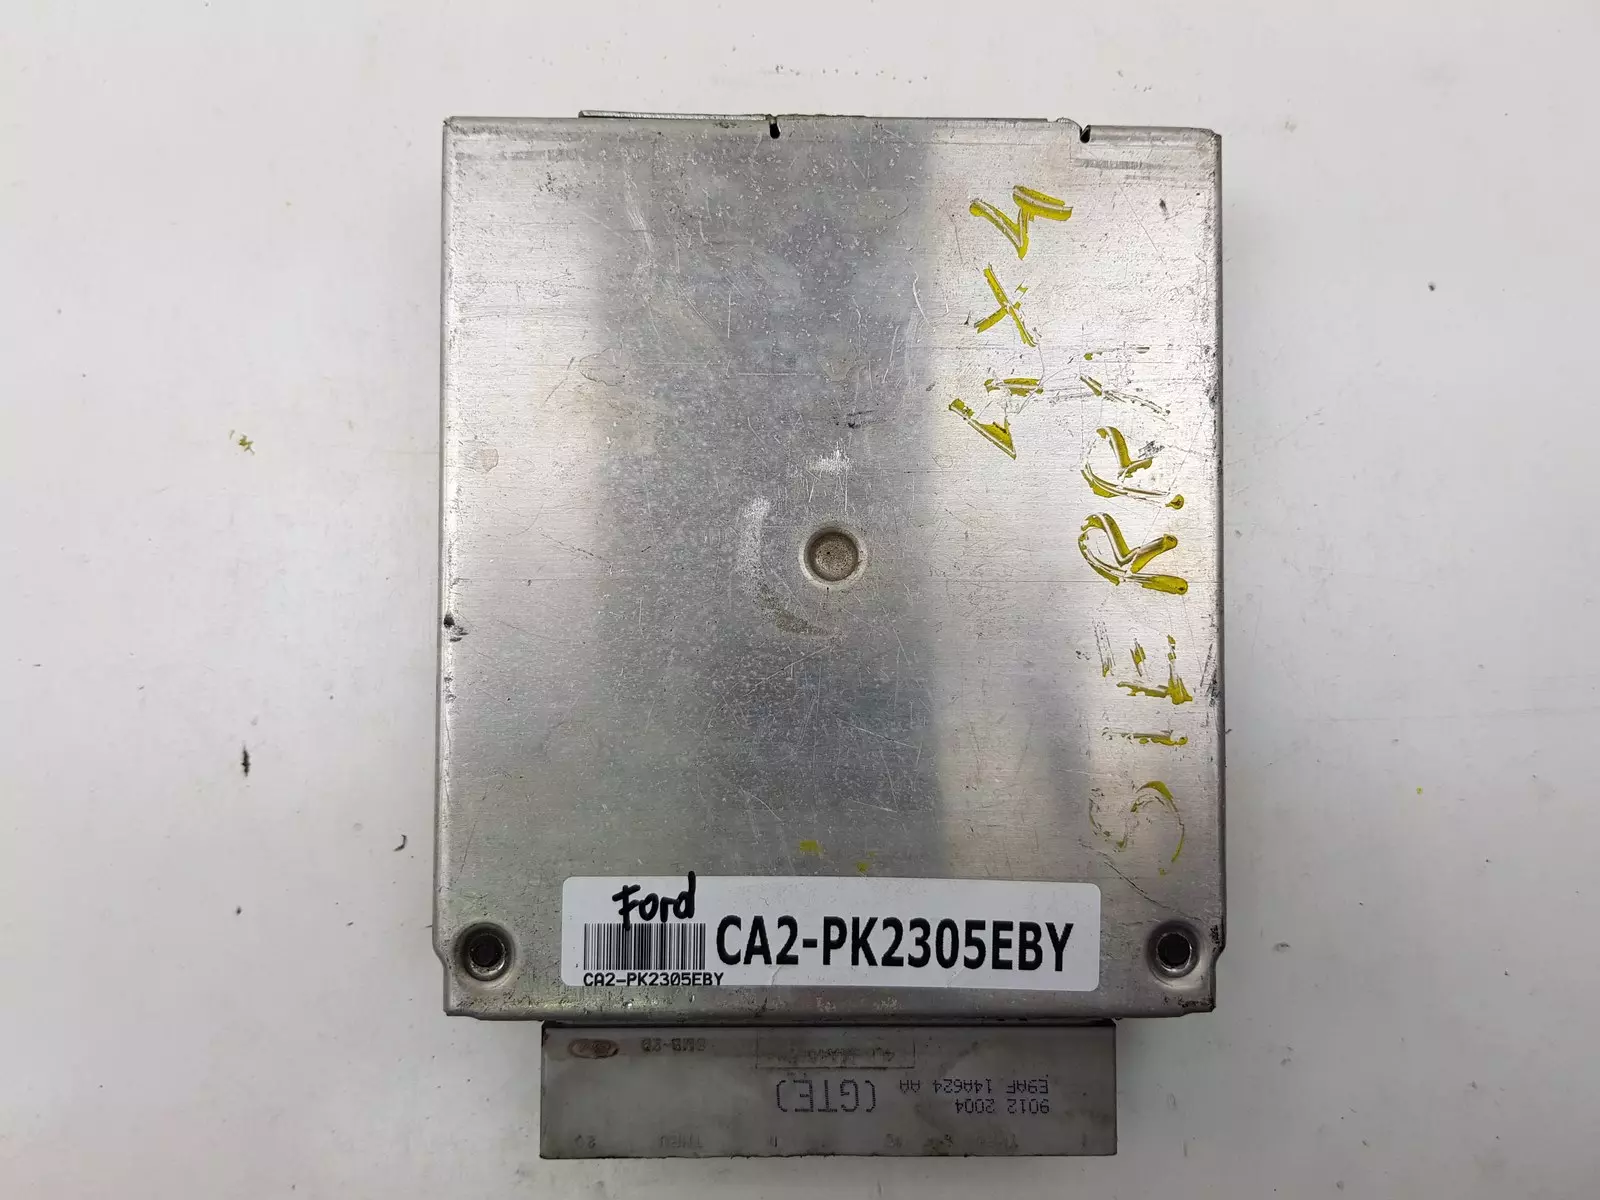 4X4
SIERRA
Ford
CA2-PK2305EBY
CA2-PK2305EBY
9012 2004
E9AF 14A624 AA
(GTE)